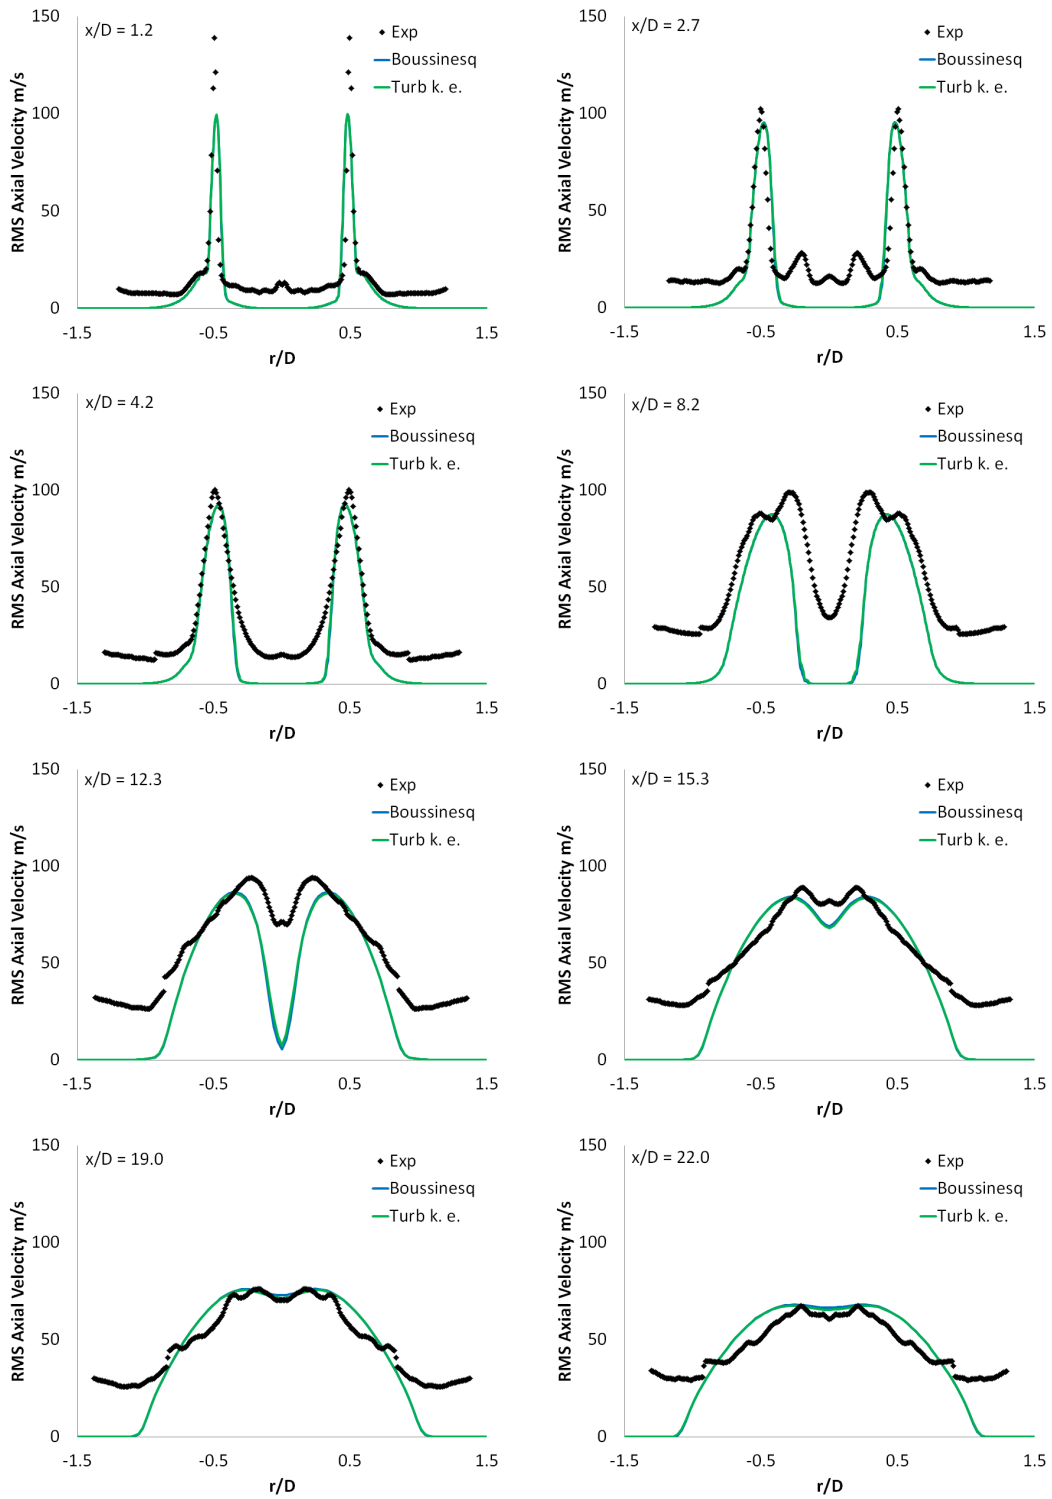 x/D = 1.2
Exp
Boussinesq
Turb k. e.
RMS Axial Velocity m/s
150
100
50
0
-1.5
-0.5
0.5
1.5
r/D
x/D = 2.7
Exp
Boussinesq
Turb k. e.
RMS Axial Velocity m/s
150
100
50
0
-1.5
-0.5
0.5
1.5
r/D
x/D = 4.2
Exp
Boussinesq
Turb k. e.
RMS Axial Velocity m/s
150
100
50
0
-1.5
-0.5
0.5
1.5
r/D
x/D = 8.2
Exp
Boussinesq
Turb k. e.
RMS Axial Velocity m/s
150
100
50
0
-1.5
-0.5
0.5
1.5
r/D
x/D = 12.3
Exp
Boussinesq
Turb k. e.
RMS Axial Velocity m/s
150
100
50
0
-1.5
-0.5
0.5
1.5
r/D
x/D = 15.3
Exp
Boussinesq
Turb k. e.
RMS Axial Velocity m/s
150
100
50
0
-1.5
-0.5
0.5
1.5
r/D
x/D = 19.0
Exp
Boussinesq
Turb k. e.
RMS Axial Velocity m/s
150
100
50
0
-1.5
-0.5
0.5
1.5
r/D
x/D = 22.0
Exp
Boussinesq
Turb k. e.
RMS Axial Velocity m/s
150
100
50
0
-1.5
-0.5
0.5
1.5
r/D